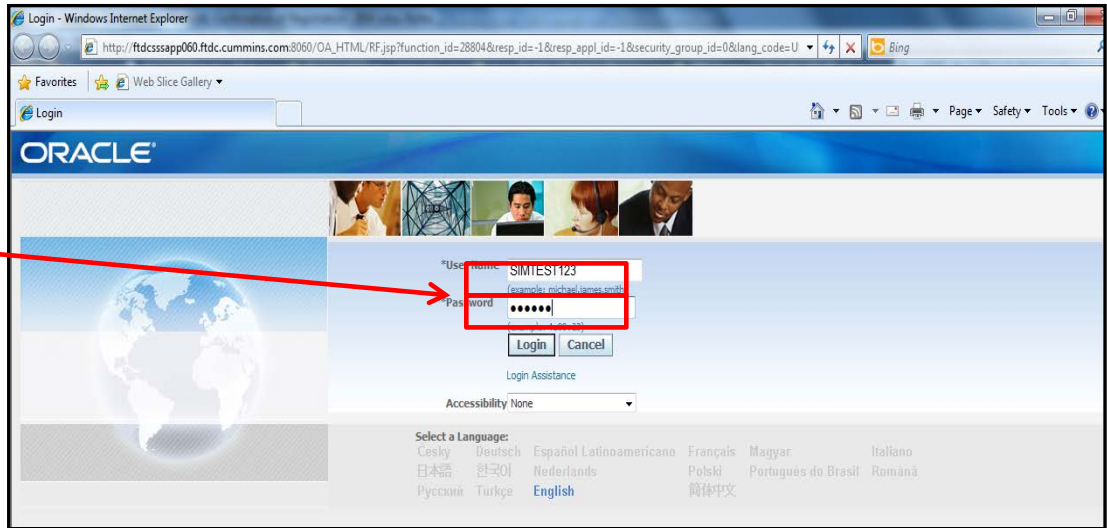 Login - Windows Internet Explorer
http://ftdcsssapp060.ftdc.cummins.com:8060/OA_HTML/RF.jsp?function_id=28804&resp_id=-1&resp_appl_id=-1&security_group_id=0&lang_code=U
Bing
Favorites Web Slice Gallery
Login Page Safety Tools
ORACLE
*User Name SIMTEST123
(example: michael.james.smith
*Password ••••••
Login Cancel
Login Assistance
Accessibility None
Select a Language:
Česky Deutsch Español Latinoamericano Français Magyar Italiano
日本語 한국어 Nederlands Polski Português do Brasil Română
Русский Türkçe English 简体中文